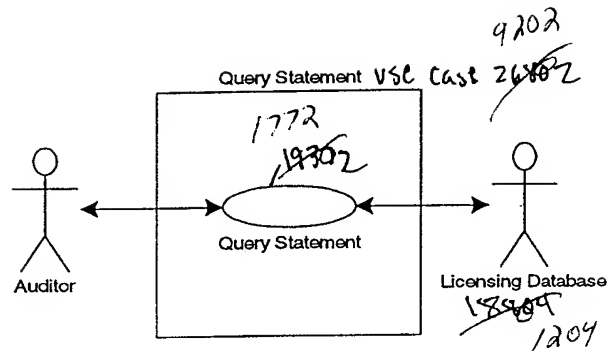 9202
Query Statement use case 26802
1772
19302
Query Statement
Auditor
Licensing Database
18804
1204